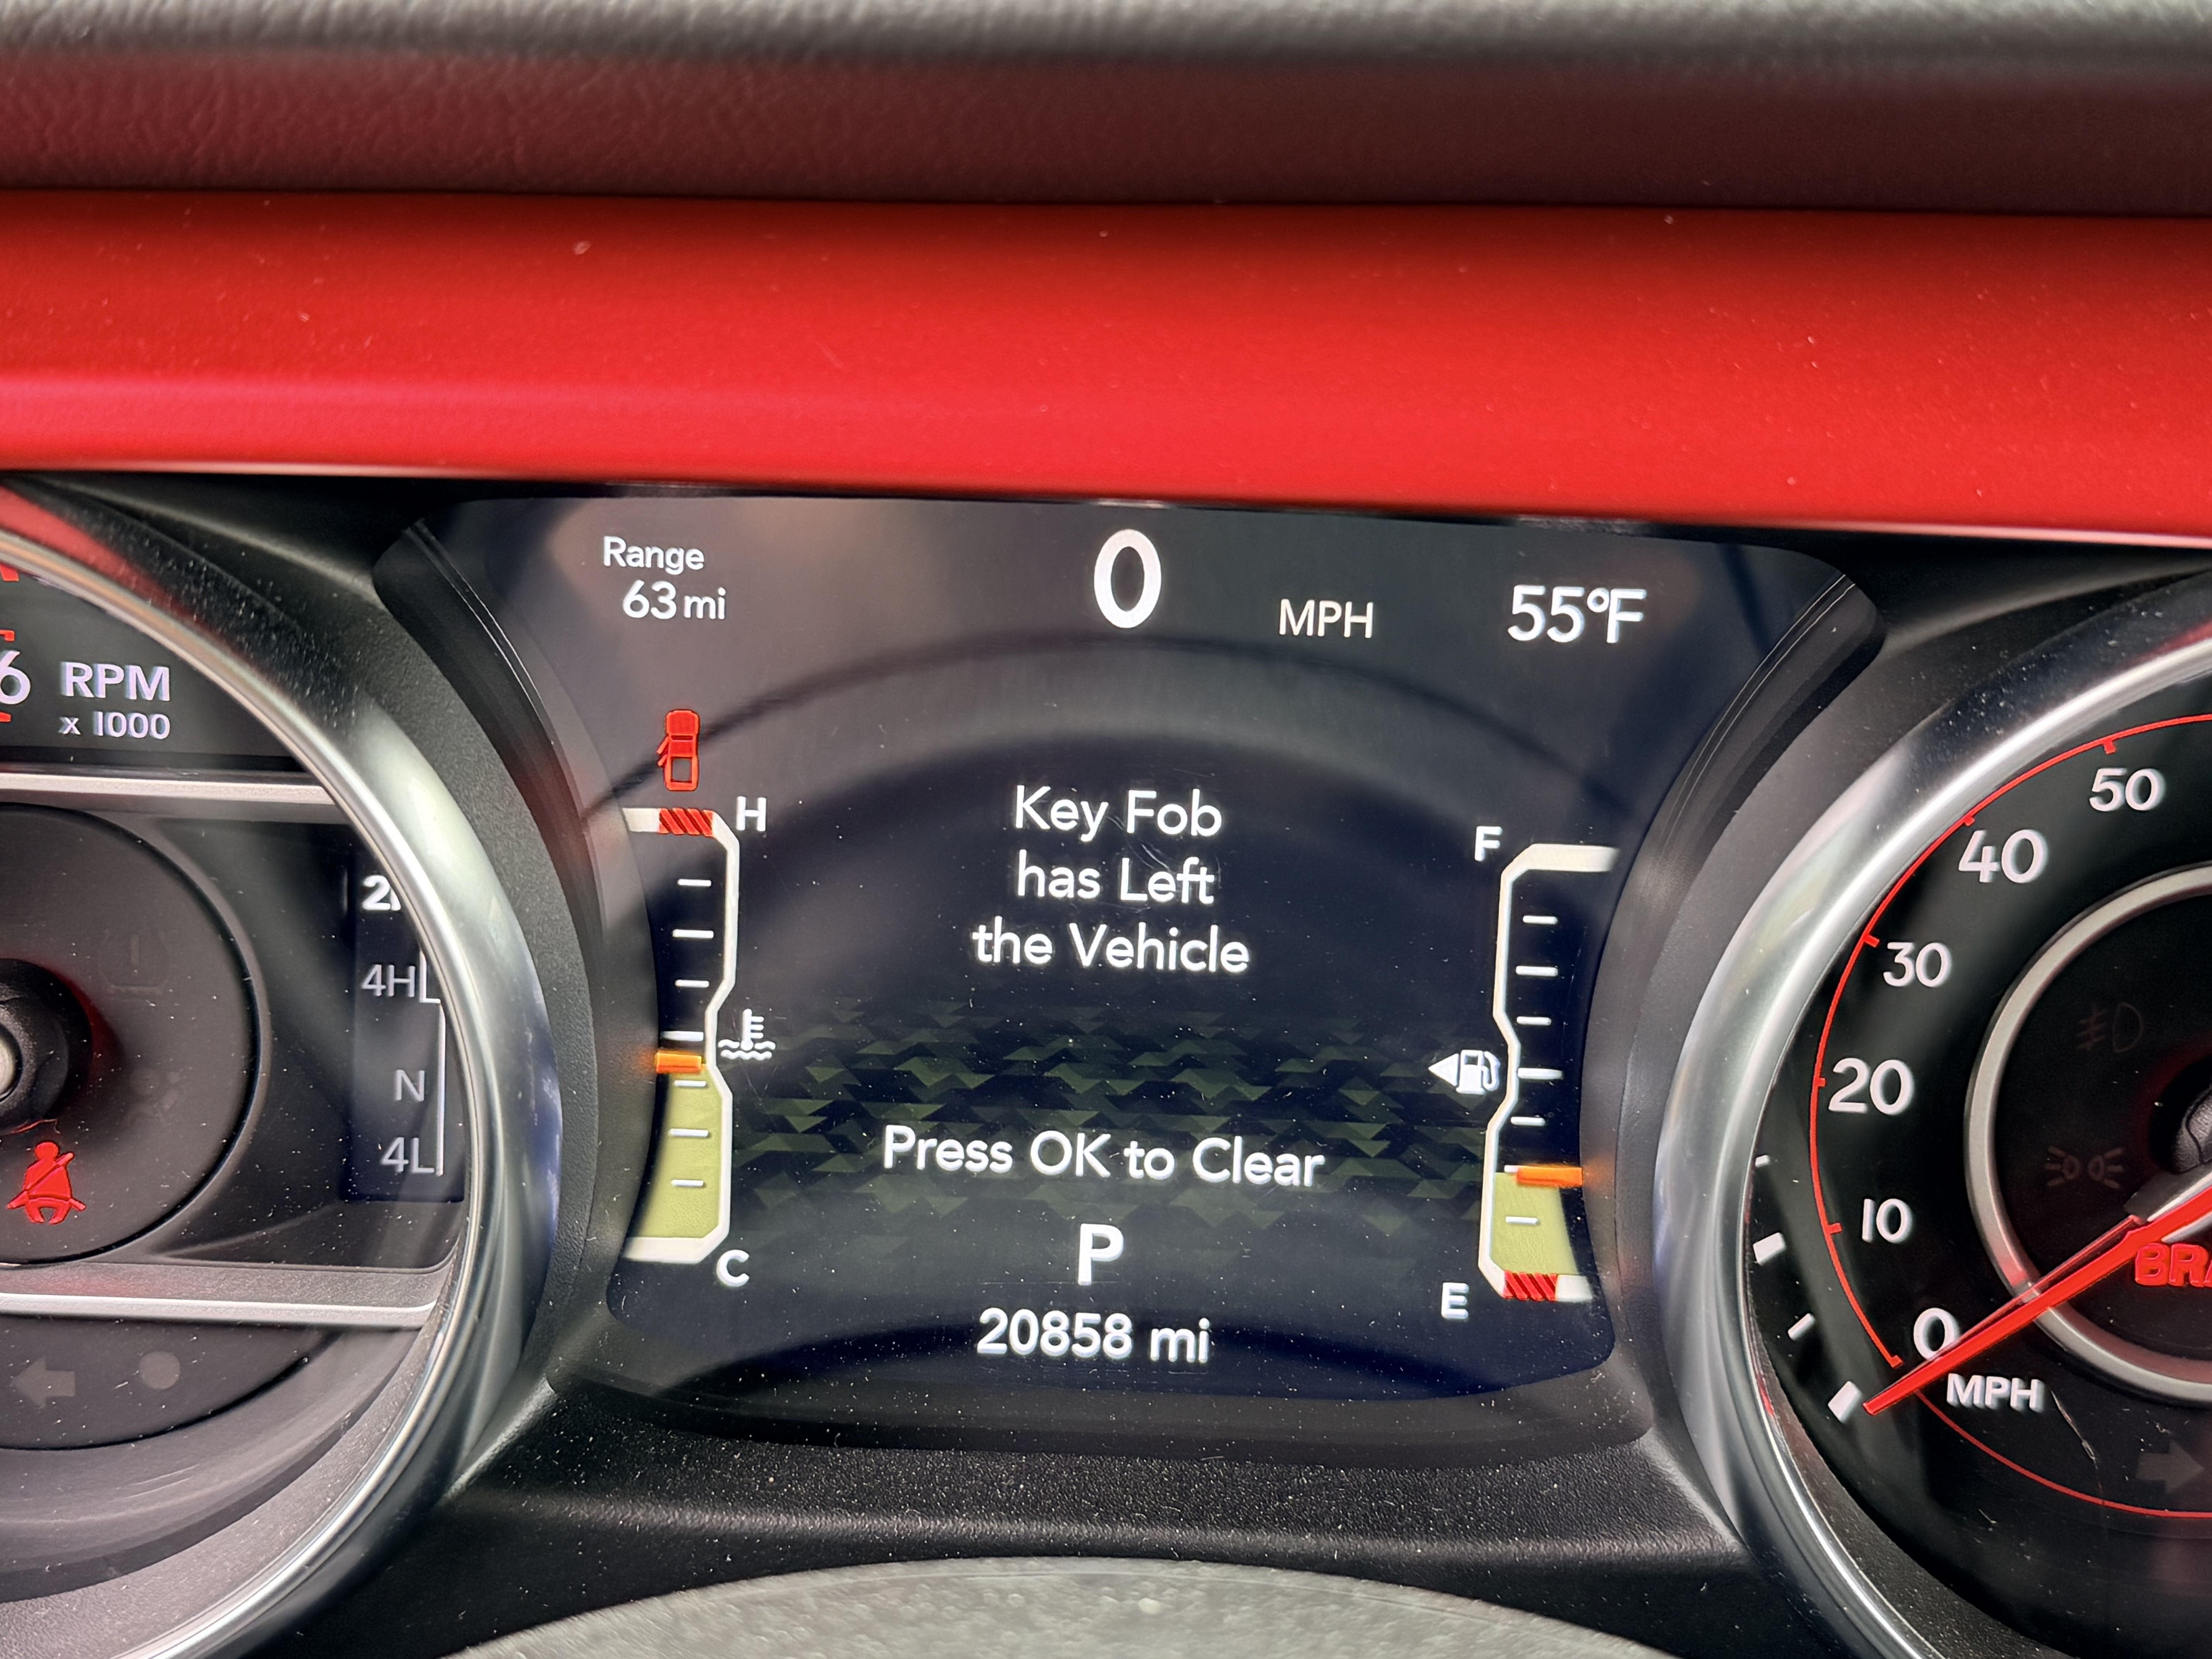 Range
63 mi
0 MPH
55°F
6
RPM
x 1000
H
Key Fob
has Left
the Vehicle
F
4H
N
4L
Press OK to Clear
C
E
P
20858 mi
50
40
30
20
10
0
MPH